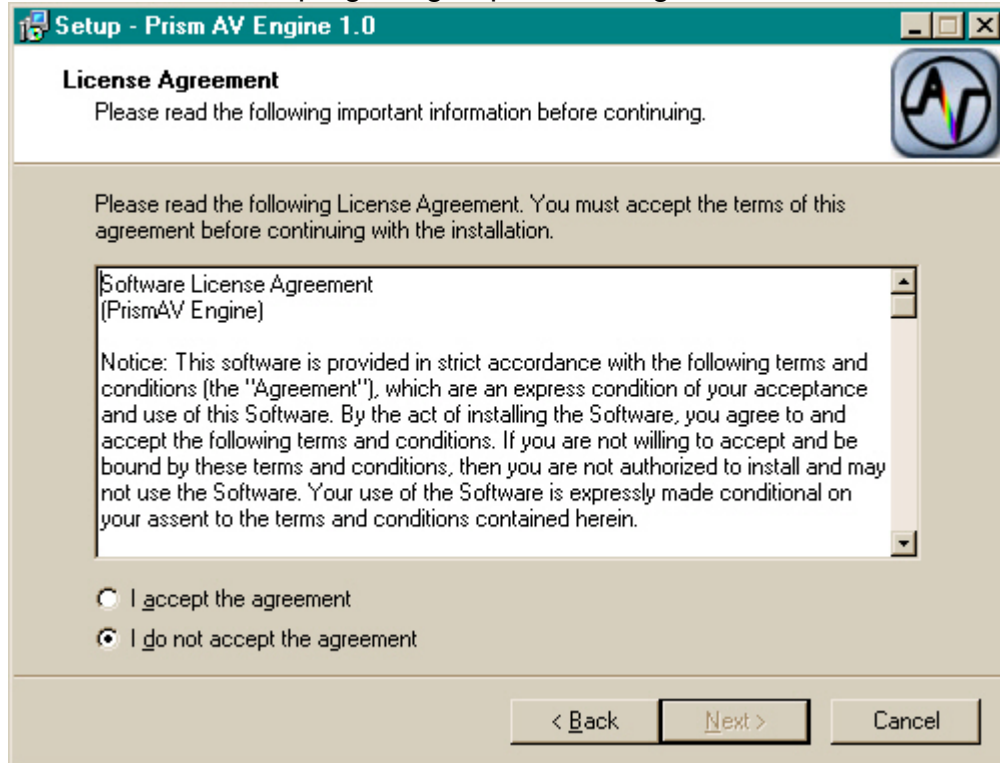 Setup - Prism AV Engine 1.0
License Agreement
Please read the following important information before continuing.
Please read the following License Agreement. You must accept the terms of this
agreement before continuing with the installation.
Software License Agreement
(PrismAV Engine)
Notice: This software is provided in strict accordance with the following terms and
conditions (the "Agreement"), which are an express condition of your acceptance
and use of this Software. By the act of installing the Software, you agree to and
accept the following terms and conditions. If you are not willing to accept and be
bound by these terms and conditions, then you are not authorized to install and may
not use the Software. Your use of the Software is expressly made conditional on
your assent to the terms and conditions contained herein.
I accept the agreement
I do not accept the agreement
< Back
Next >
Cancel